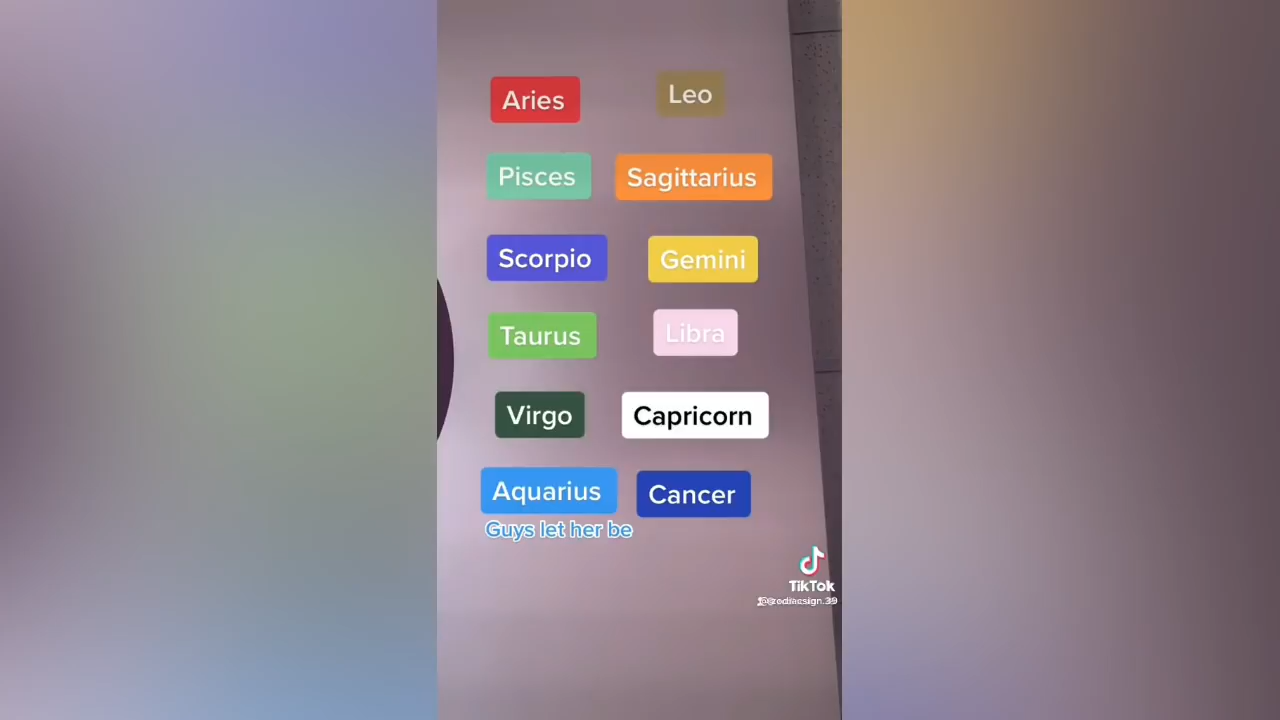 Aries
Leo
Pisces
Sagittarius
Scorpio
Gemini
Taurus
Libra
Virgo
Capricorn
Aquarius
Cancer
Guys let her be
TikTok